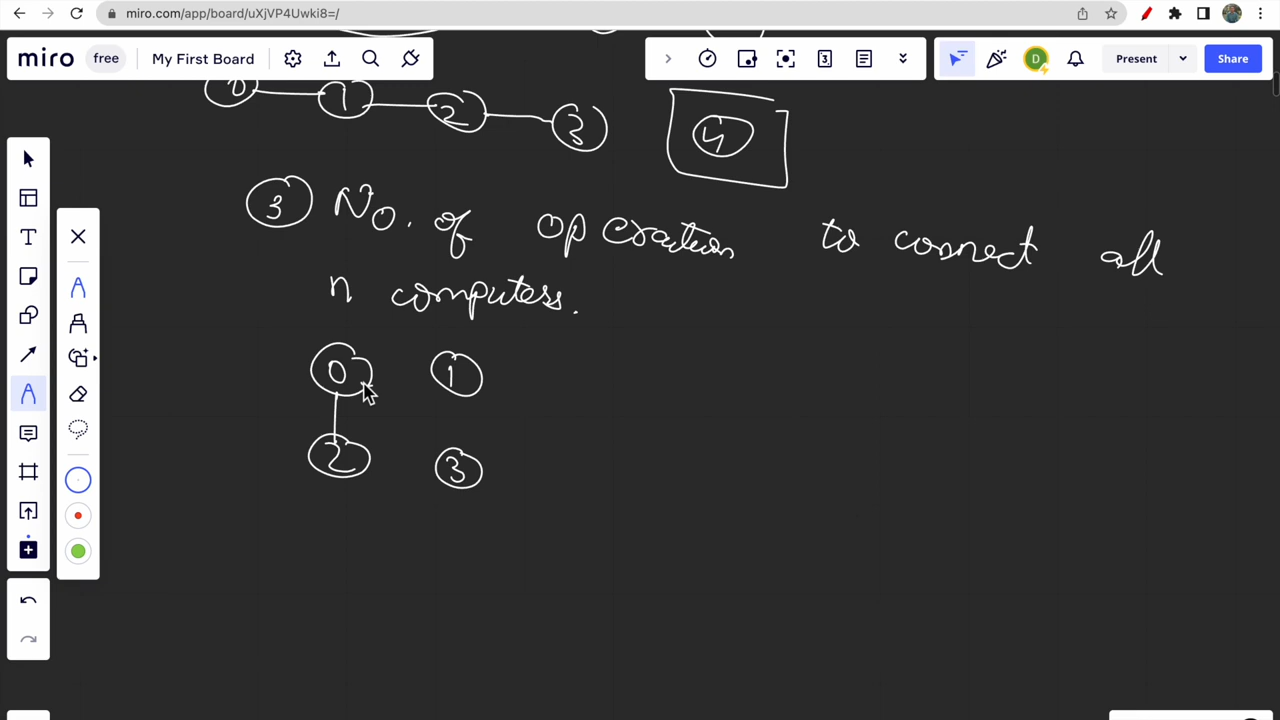 miro.com/app/board/uXjVP4Uwki8=/
miro free My First Board
3
D
Present
Share
0 1 2 3 4
3 No. of operation to connect all
n computers.
0 1
2 3